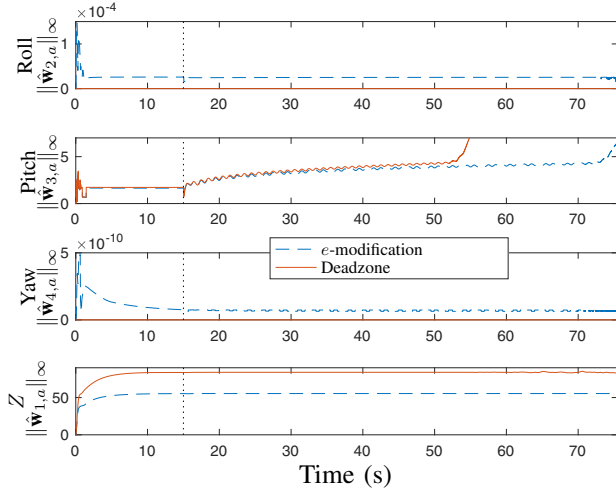 ×10⁻⁴
Roll
||ŵ₂,ₐ||∞
1
0
0 10 20 30 40 50 60 70
Pitch
||ŵ₃,ₐ||∞
5
0
0 10 20 30 40 50 60 70
×10⁻¹⁰
Yaw
||ŵ₄,ₐ||∞
5
0
0 10 20 30 40 50 60 70
e-modification
Deadzone
Z
||ŵ₁,ₐ||∞
50
0
0 10 20 30 40 50 60 70
Time (s)